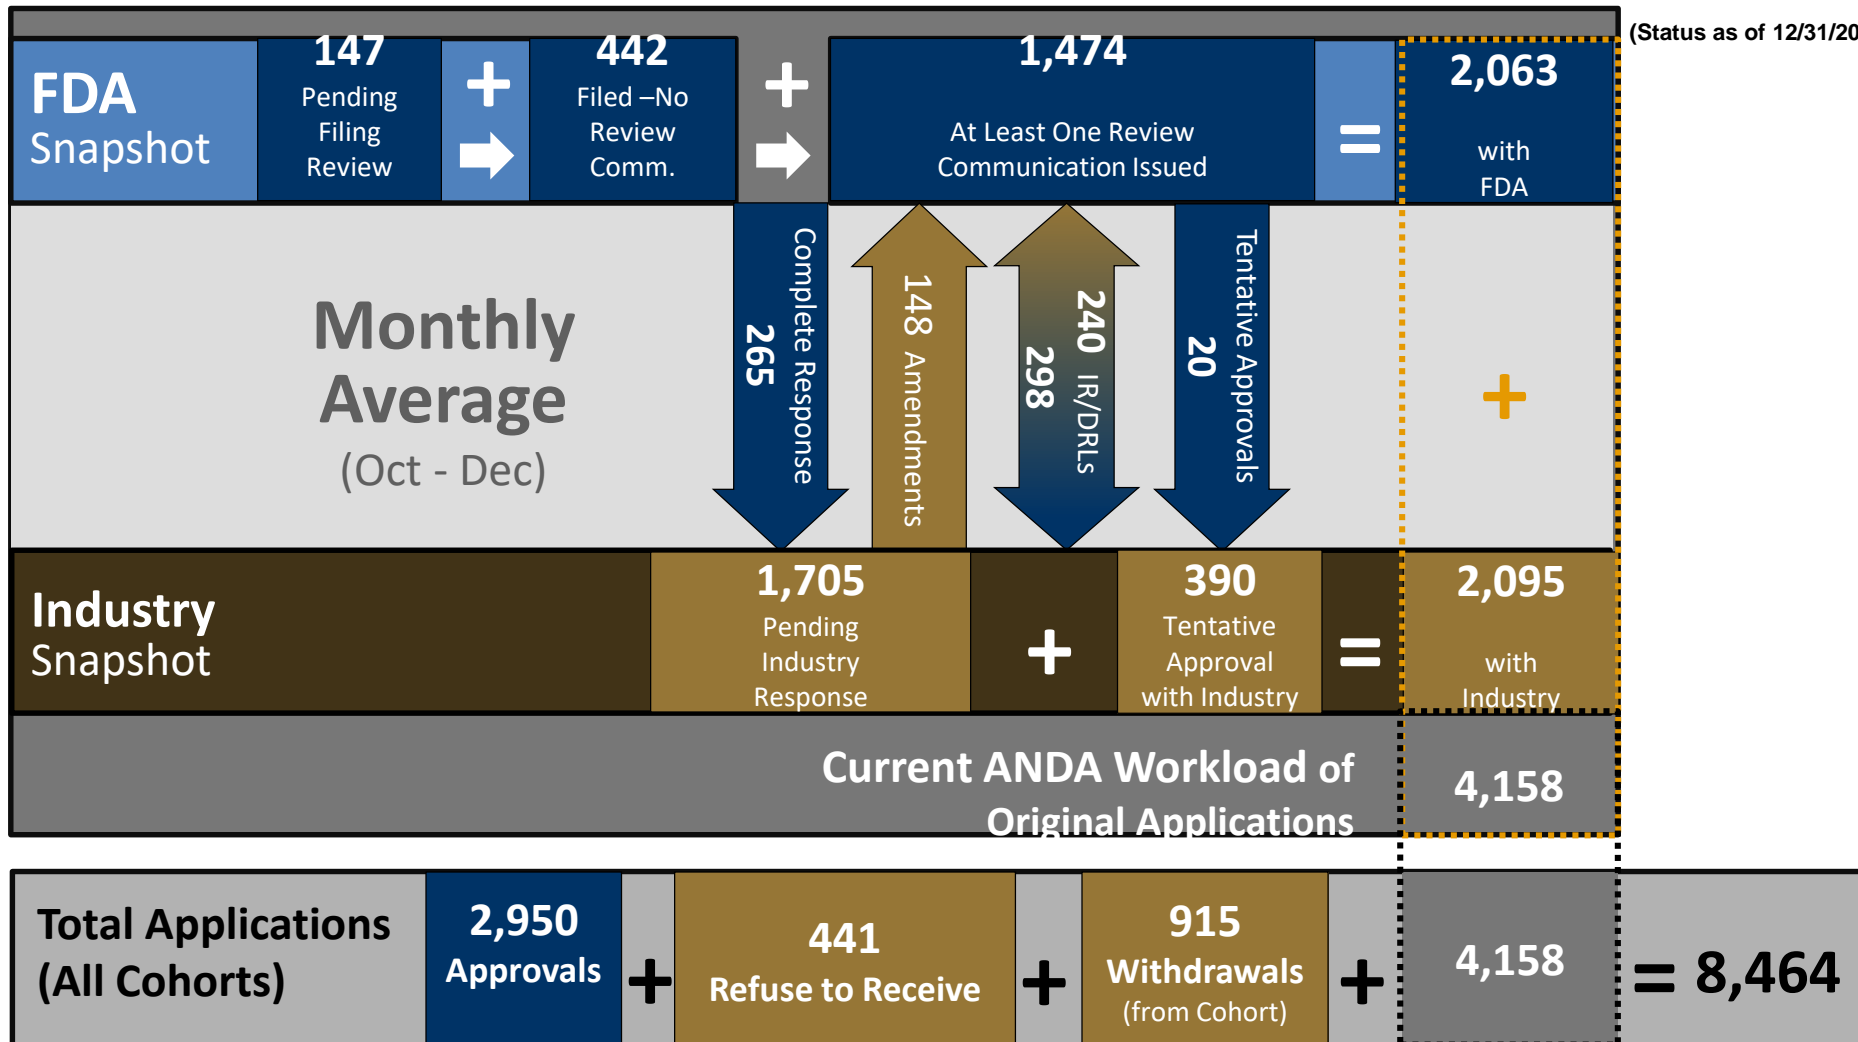 (Status as of 12/31/20
FDA
Snapshot
147
Pending
Filing
Review
+
442
Filed –No
Review
Comm.
+
1,474
At Least One Review
Communication Issued
=
2,063
with
FDA
Monthly
Average
(Oct - Dec)
Complete Response
265
148 Amendments
240 IR/DRLs
298
Tentative Approvals
20
+
Industry
Snapshot
1,705
Pending
Industry
Response
+
390
Tentative
Approval
with Industry
=
2,095
with
Industry
Current ANDA Workload of
Original Applications
4,158
Total Applications
(All Cohorts)
2,950
Approvals
+
441
Refuse to Receive
+
915
Withdrawals
(from Cohort)
+
4,158
= 8,464